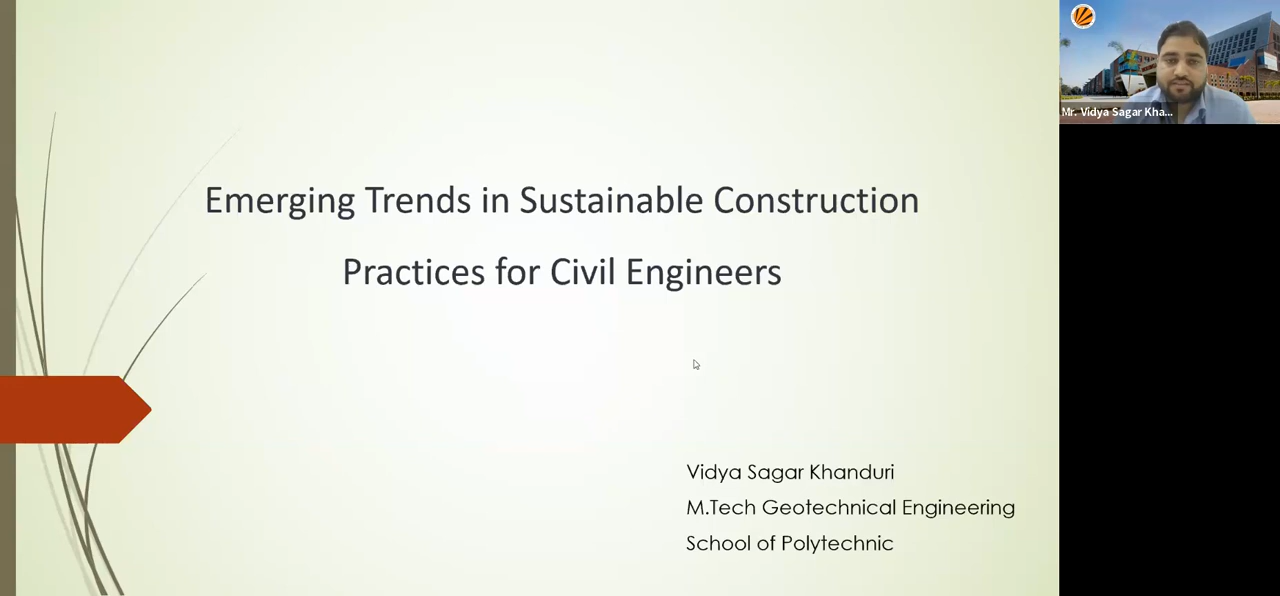 Emerging Trends in Sustainable Construction
Practices for Civil Engineers
Vidya Sagar Khanduri
M.Tech Geotechnical Engineering
School of Polytechnic
Mr. Vidya Sagar Kha...